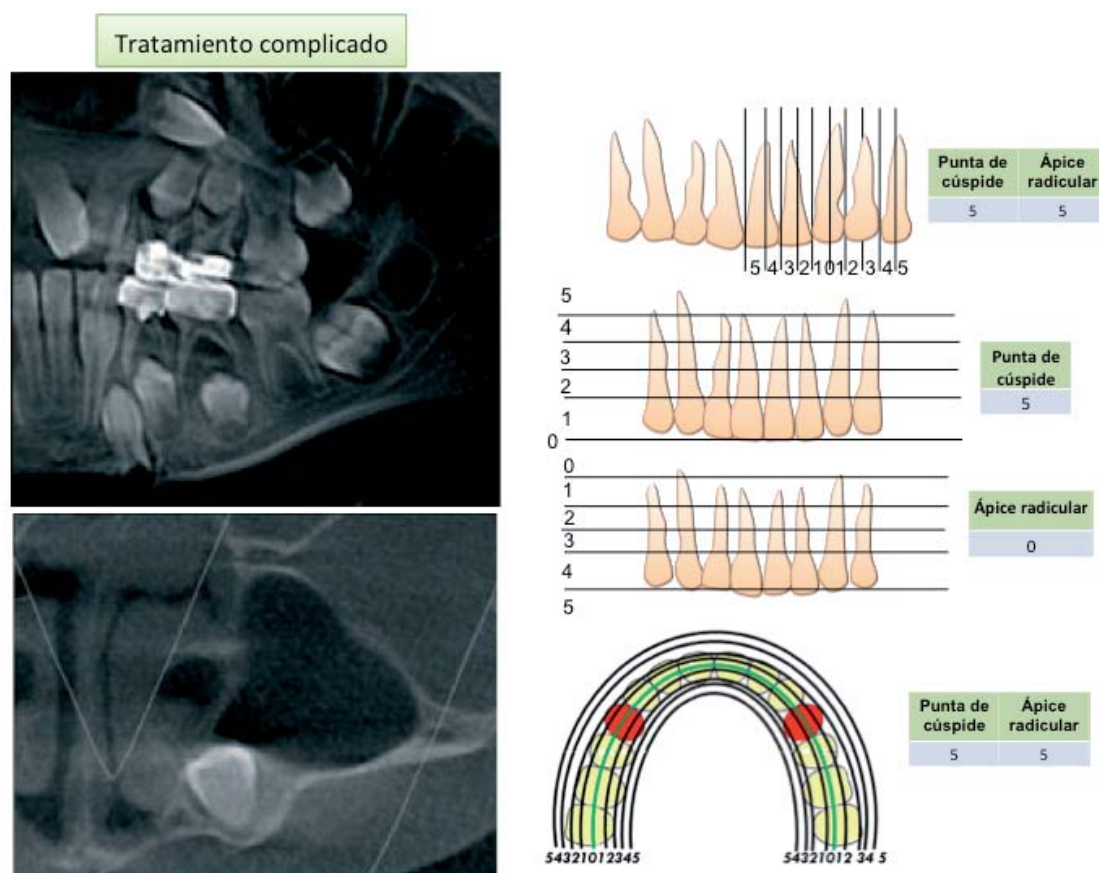 Tratamiento complicado
Punta de cúspide Ápice radicular
5 5
5 4 3 2 1 0 1 2 3 4 5
5
4
3
2
1
0
Punta de cúspide
5
0
1
2
3
4
5
Ápice radicular
0
Punta de cúspide Ápice radicular
5 5
54321012345 54321012 34 5